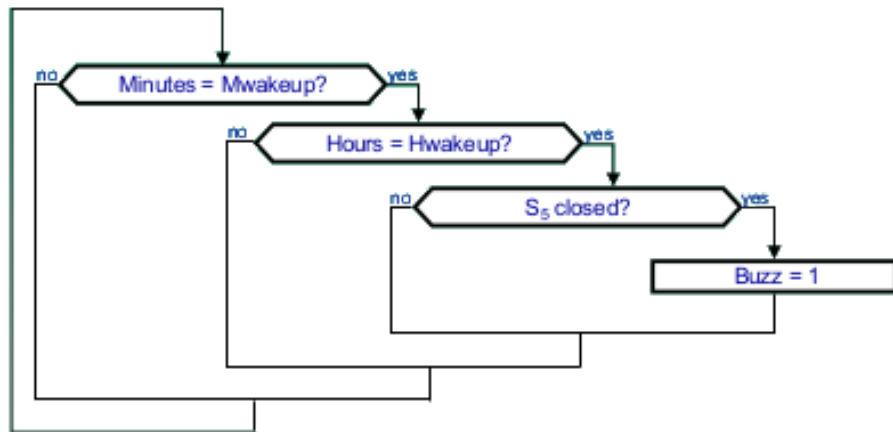 no
Minutes = Mwakeup?
yes
no
Hours = Hwakeup?
yes
no
S₅ closed?
yes
Buzz = 1